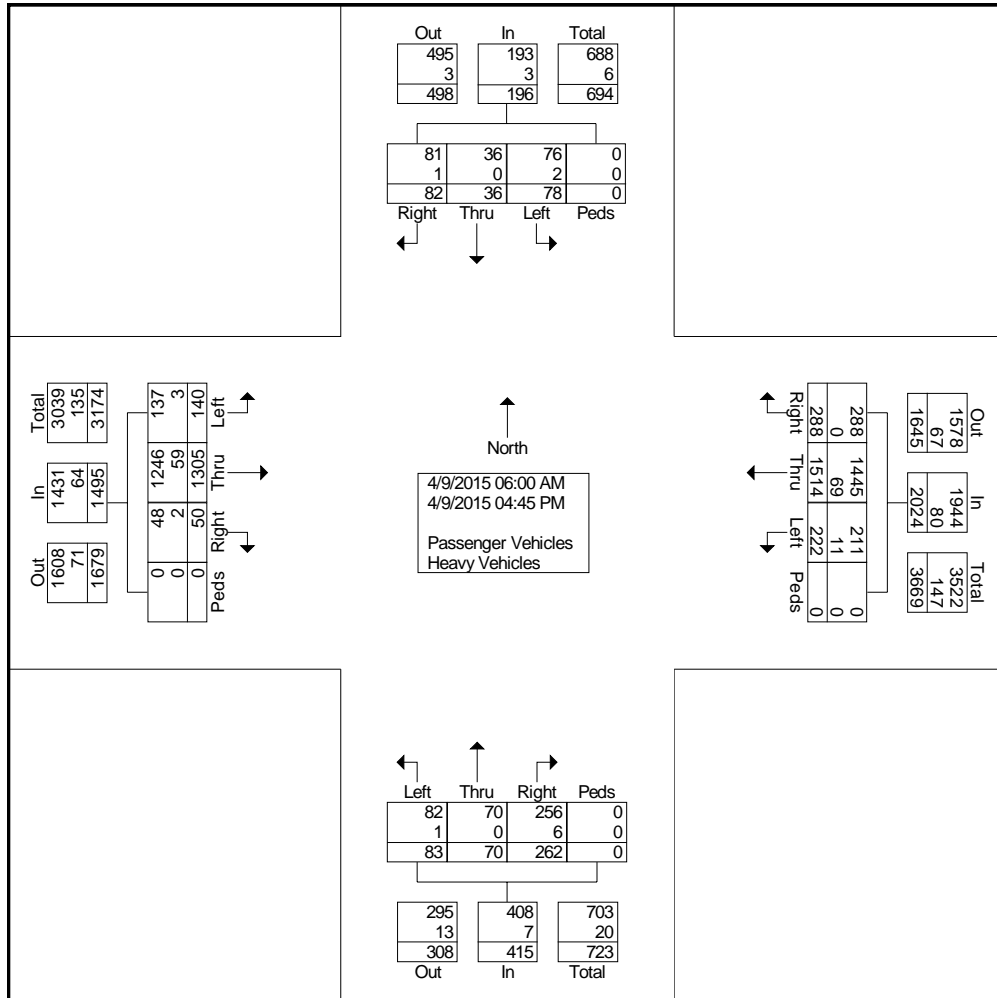 Out In Total
495 193 688
3 3 6
498 196 694
81 36 76 0
1 0 2 0
82 36 78 0
Right Thru Left Peds
Total In Out
3039 1431 1608
135 64 71
3174 1495 1679
137 1246 48 0
3 59 2 0
140 1305 50 0
Left Thru Right Peds
North
4/9/2015 06:00 AM
4/9/2015 04:45 PM
Passenger Vehicles
Heavy Vehicles
Out In Total
1578 1944 3522
67 80 147
1645 2024 3669
288 1445 211 0
0 69 11 0
288 1514 222 0
Right Thru Left Peds
Left Thru Right Peds
82 70 256 0
1 0 6 0
83 70 262 0
295 408 703
13 7 20
308 415 723
Out In Total